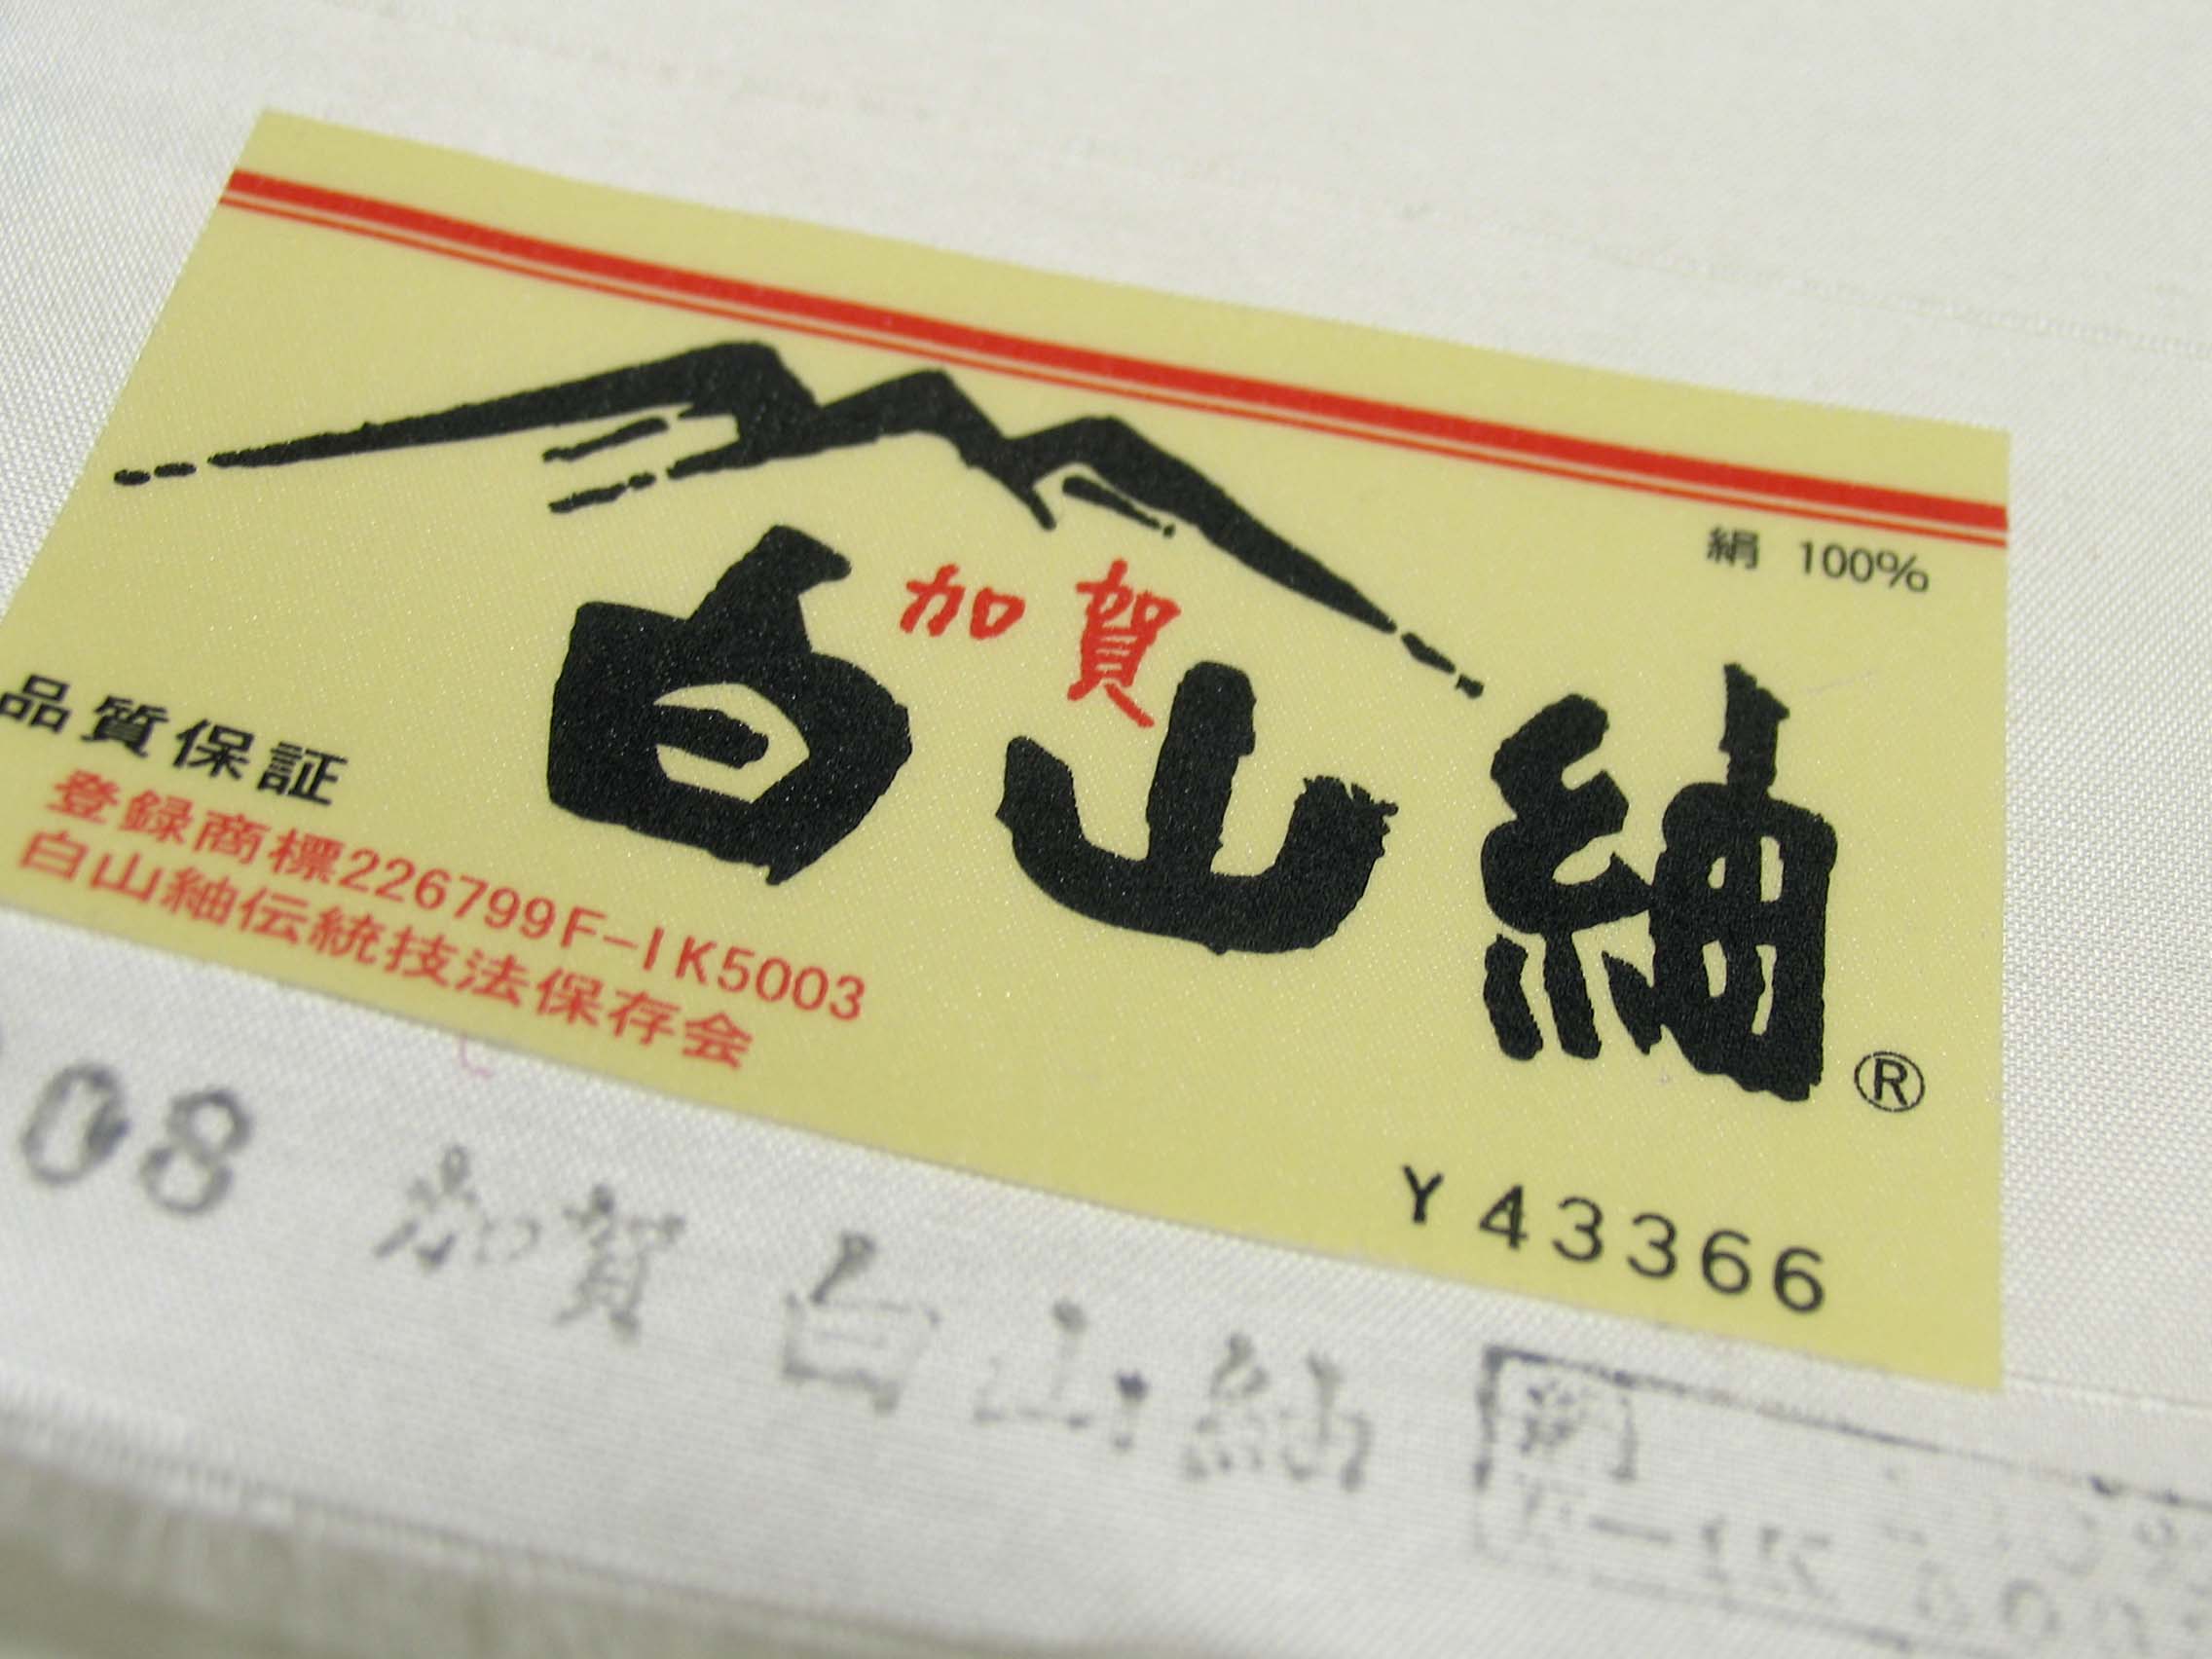 絹 100%
加賀
白山紬®
品質保証
登録商標226799F-IK5003
白山紬伝統技法保存会
Y43366
08 加賀白山紬
絹